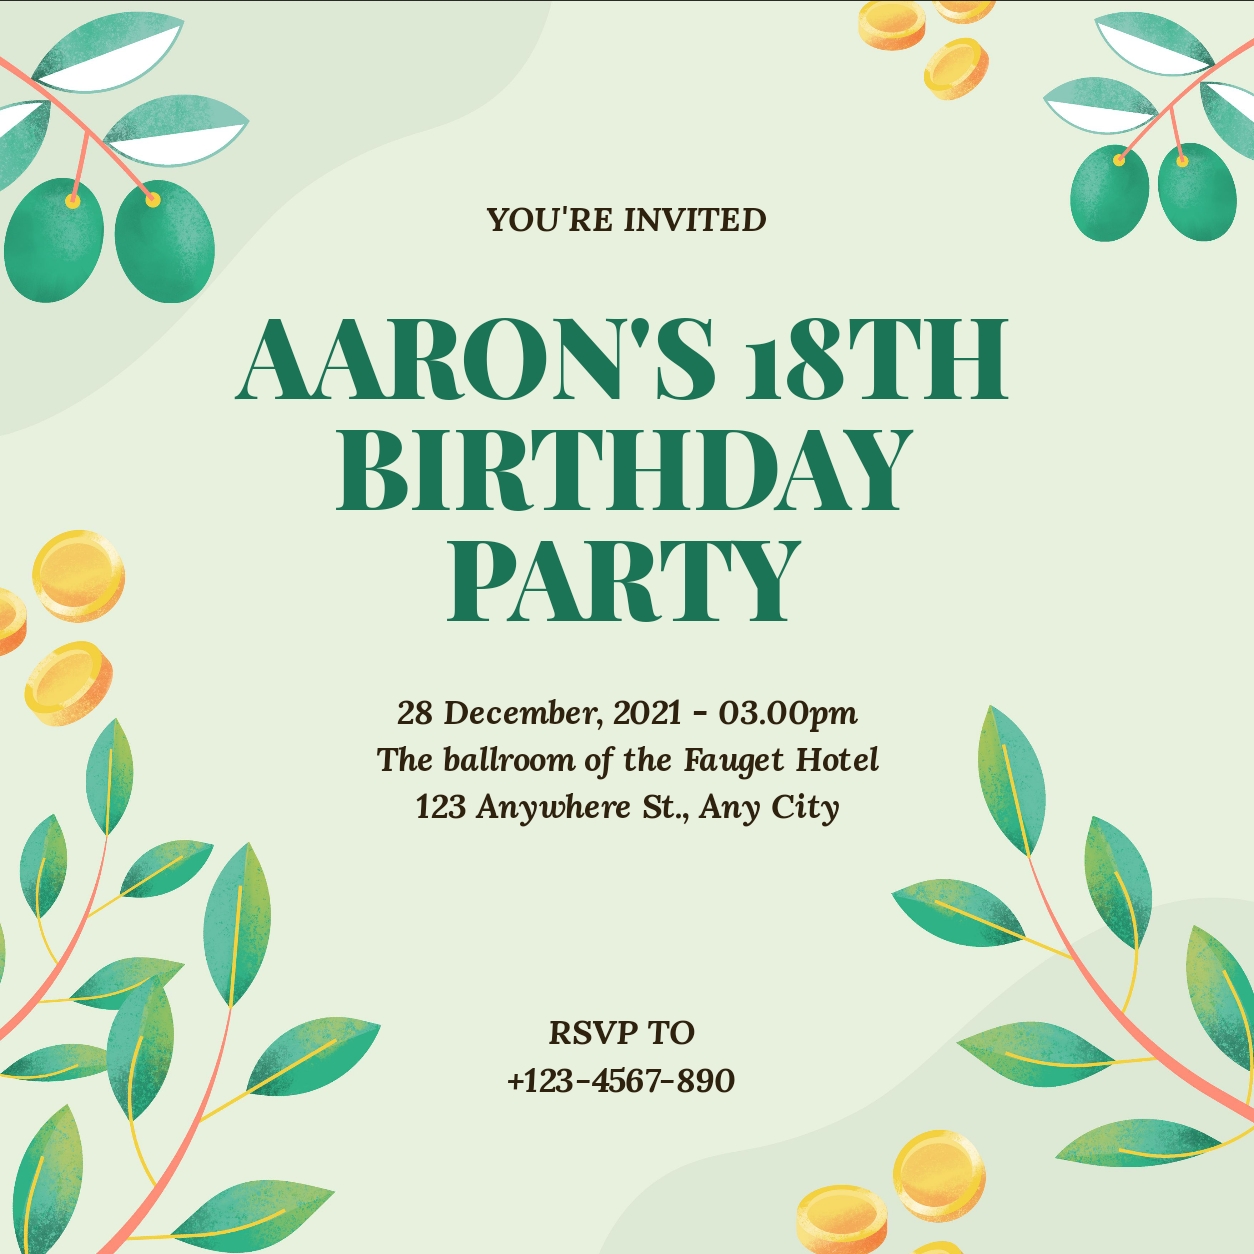 YOU'RE INVITED
AARON'S 18TH
BIRTHDAY
PARTY
28 December, 2021 - 03.00pm
The ballroom of the Fauget Hotel
123 Anywhere St., Any City
RSVP TO
+123-4567-890